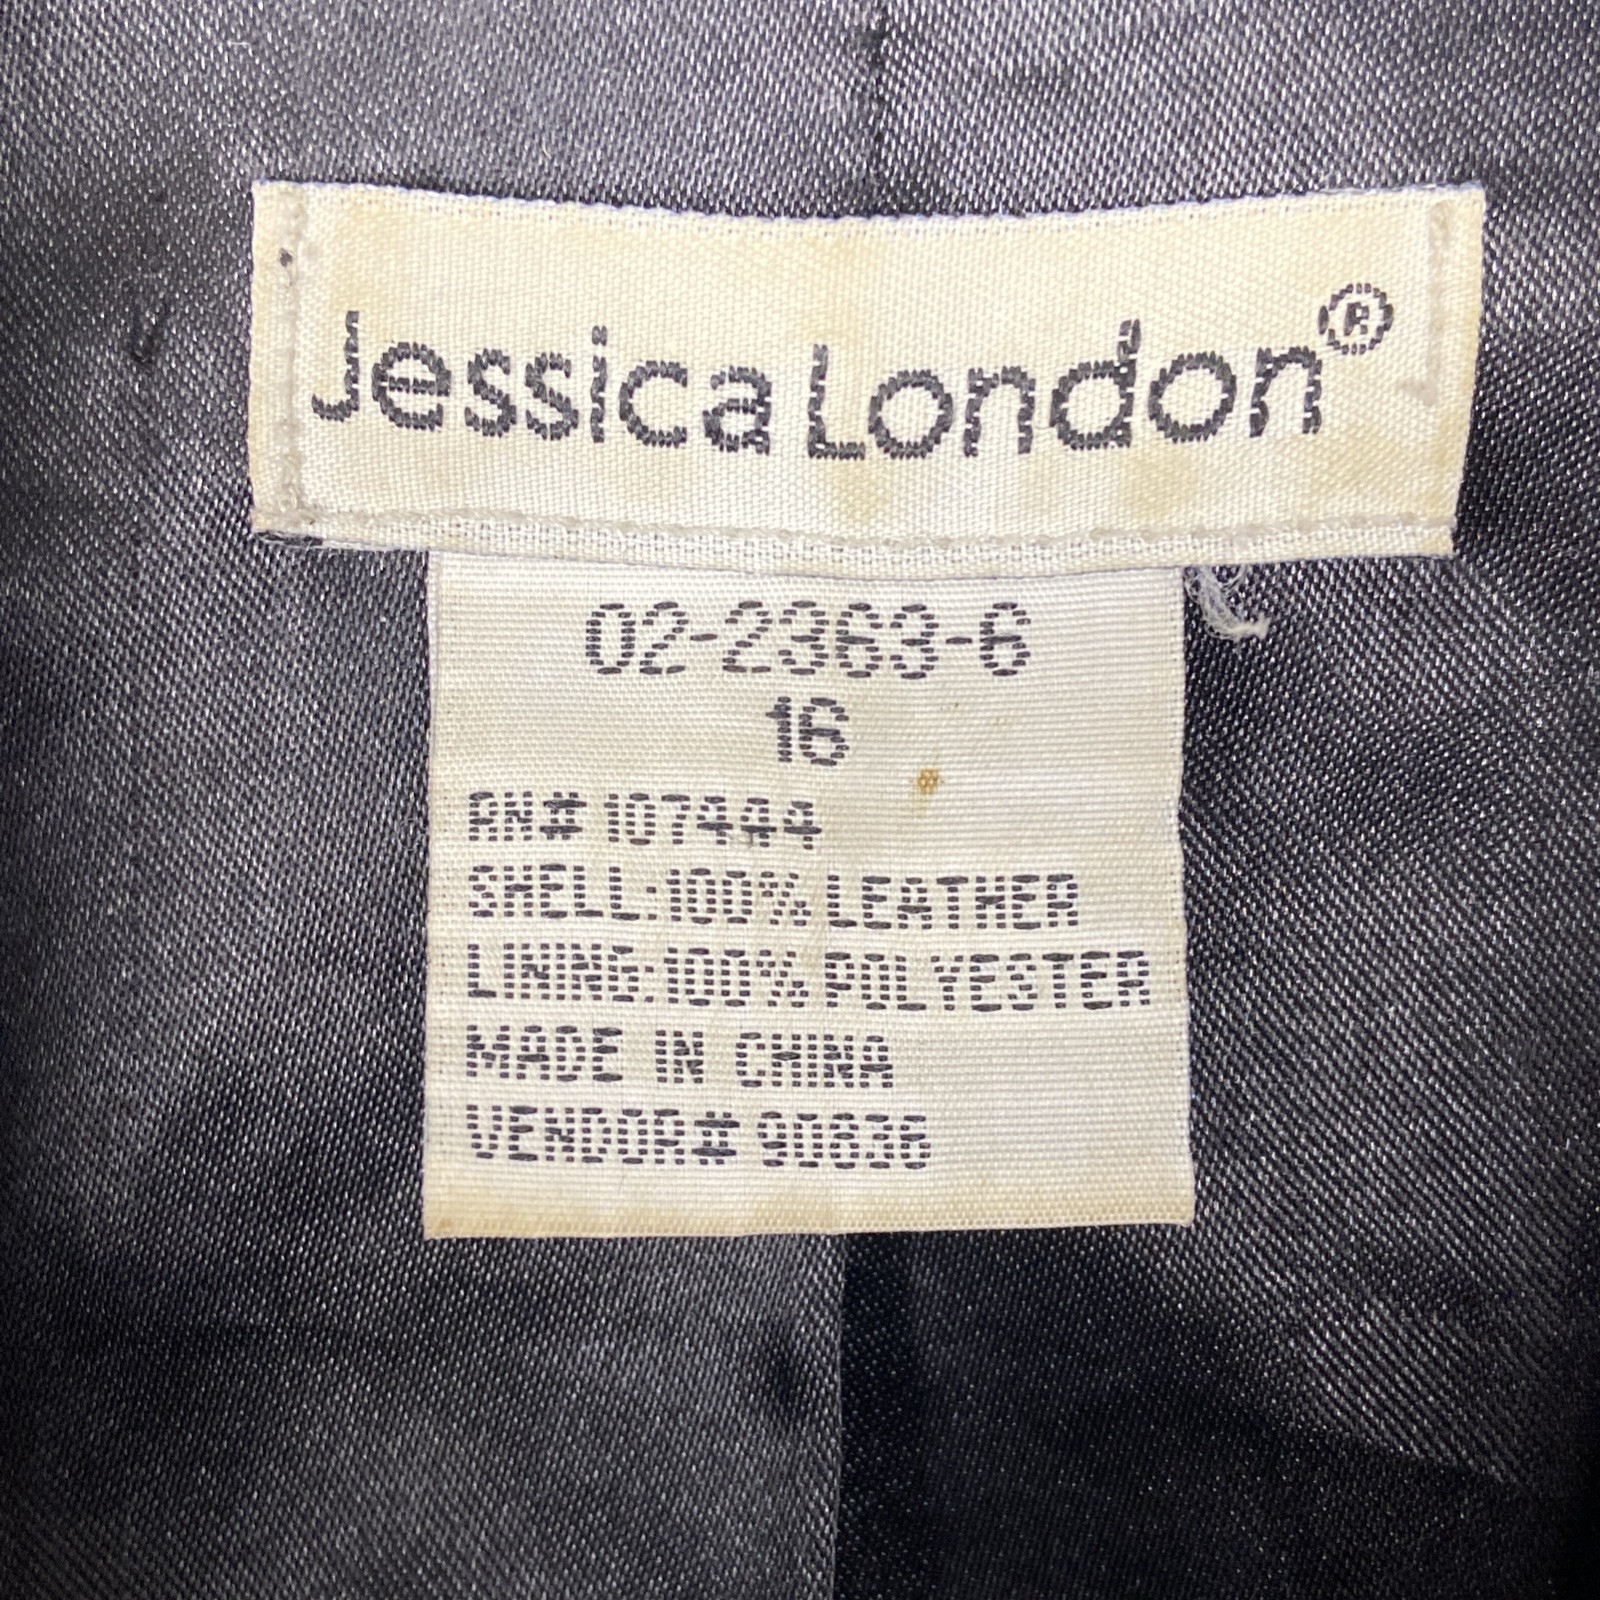 Jessica London®
02-2363-6
16
RN# 107444
SHELL: 100% LEATHER
LINING: 100% POLYESTER
MADE IN CHINA
VENDOR# 90636